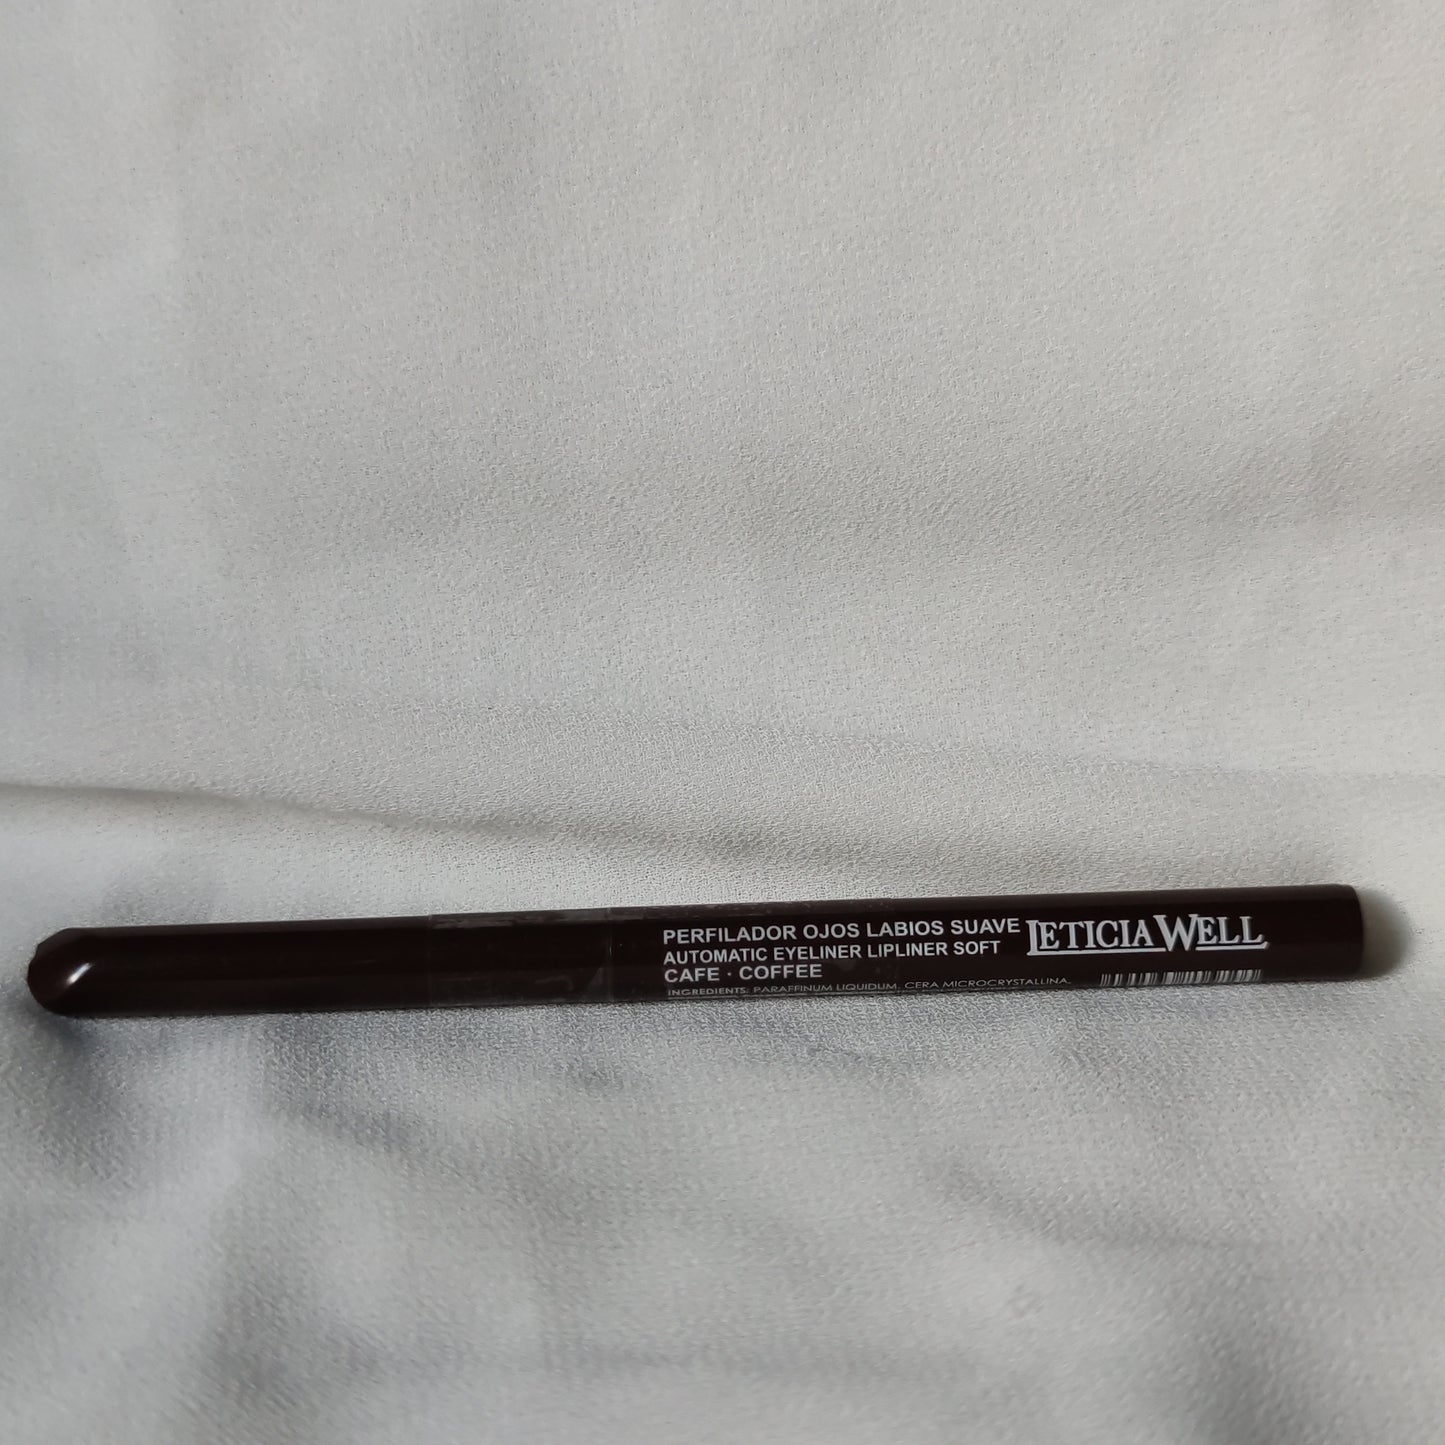 PERFILADOR OJOS LABIOS SUAVE
AUTOMATIC EYELINER LIPLINER SOFT
CAFE · COFFEE
INGREDIENTS: PARAFFINUM LIQUIDUM, CERA MICROCRYSTALLINA,
LETICIA WELL